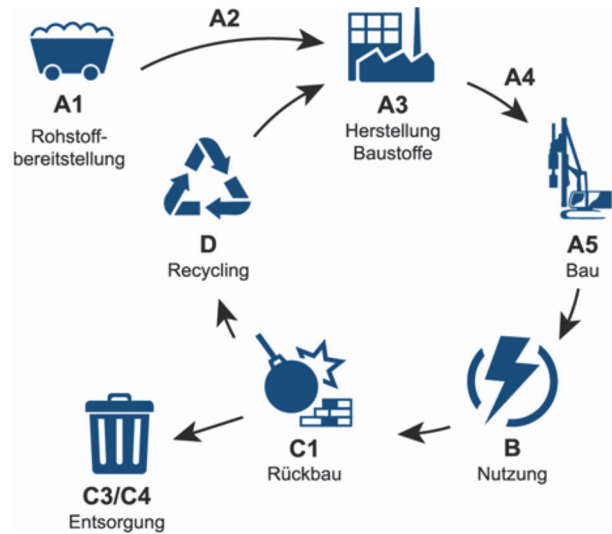 A2
A1
Rohstoff-
bereitstellung
A3
Herstellung
Baustoffe
A4
A5
Bau
D
Recycling
B
Nutzung
C1
Rückbau
C3/C4
Entsorgung